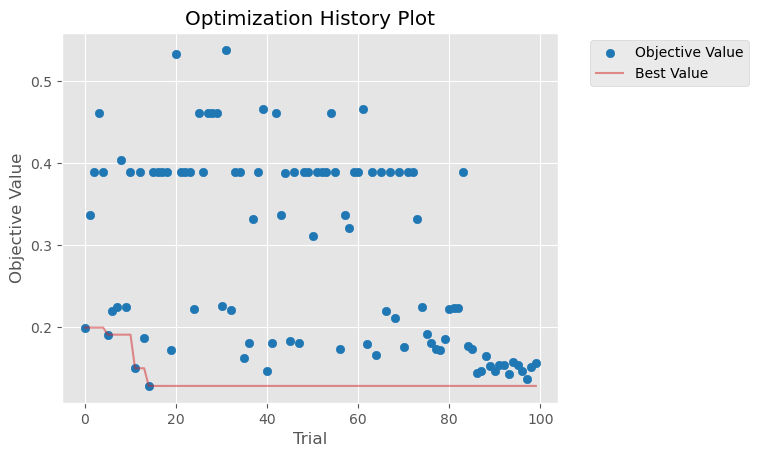 Optimization History Plot
Objective Value
Best Value
Objective Value
0.5
0.4
0.3
0.2
0
20
40
60
80
100
Trial